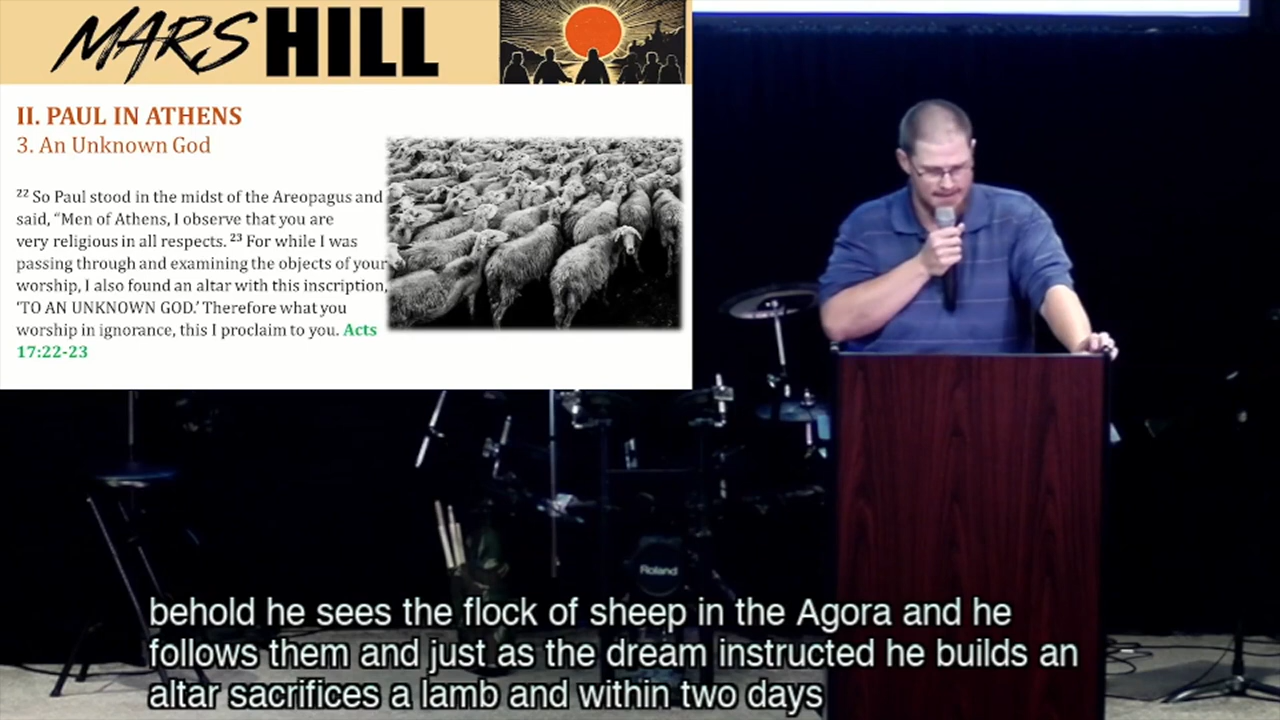 MARS HILL
II. PAUL IN ATHENS
3. An Unknown God
²² So Paul stood in the midst of the Areopagus and
said, “Men of Athens, I observe that you are
very religious in all respects. ²³ For while I was
passing through and examining the objects of your
worship, I also found an altar with this inscription,
‘TO AN UNKNOWN GOD.’ Therefore what you
worship in ignorance, this I proclaim to you. Acts
17:22-23
Roland
behold he sees the flock of sheep in the Agora and he
follows them and just as the dream instructed he builds an
altar sacrifices a lamb and within two days